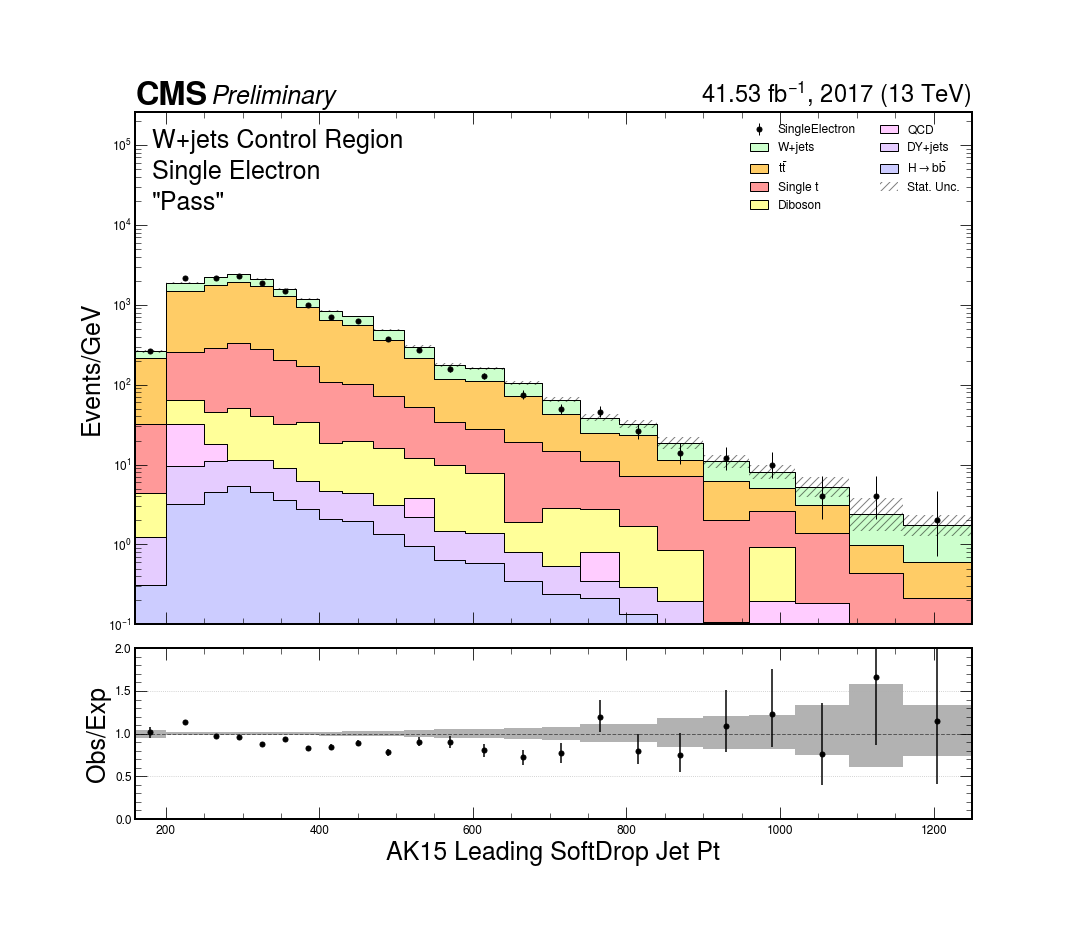 CMS Preliminary 41.53 fb⁻¹, 2017 (13 TeV)
W+jets Control Region
Single Electron
"Pass"
SingleElectron
W+jets
tt̄
Single t
Diboson
QCD
DY+jets
H→bb̄
Stat. Unc.
Events/GeV
10⁵
10⁴
10³
10²
10¹
10⁰
10⁻¹
Obs/Exp
2.0
1.5
1.0
0.5
0.0
200 400 600 800 1000 1200
AK15 Leading SoftDrop Jet Pt